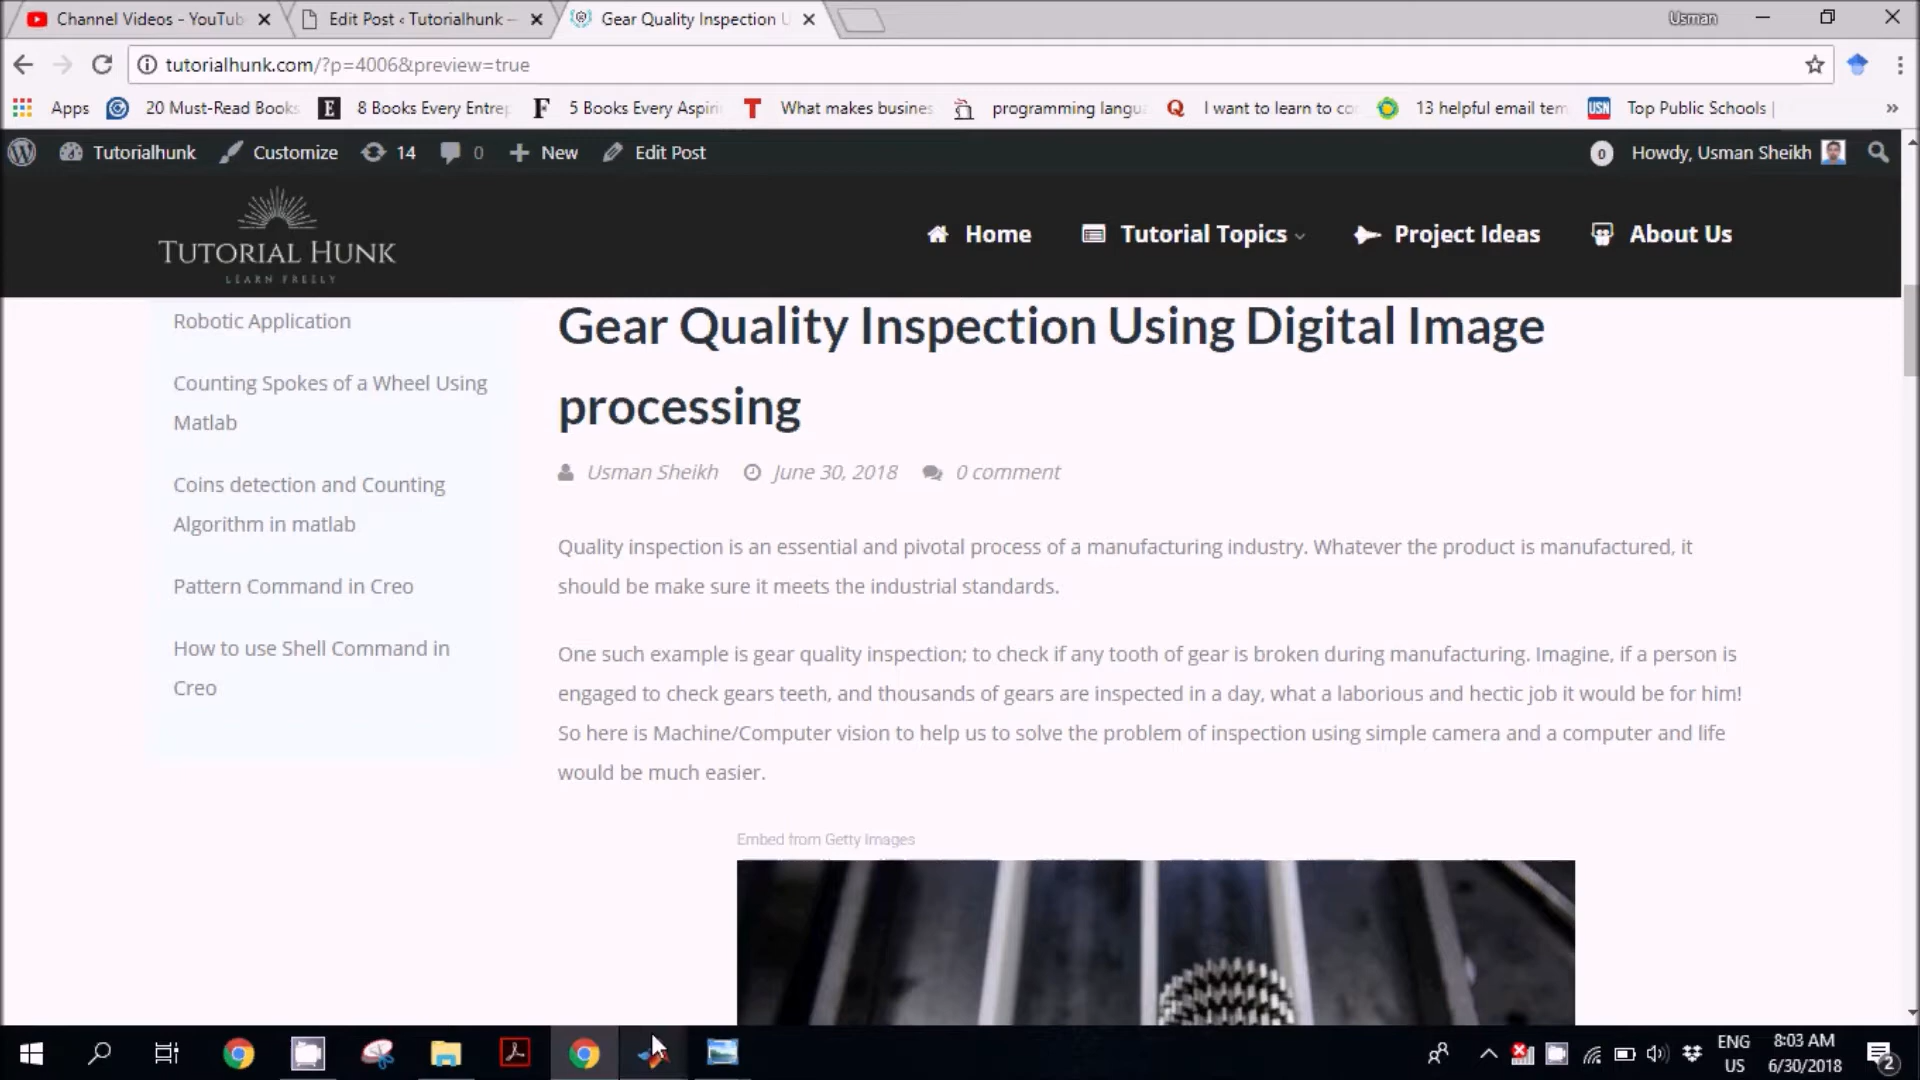 Channel Videos - YouTub
Edit Post ‹ Tutorialhunk —
Gear Quality Inspection U
Usman
tutorialhunk.com/?p=4006&preview=true
Apps
20 Must-Read Books
8 Books Every Entrep
5 Books Every Aspiri
What makes busines
programming langu
I want to learn to co
13 helpful email tem
USN
Top Public Schools |
»
Tutorialhunk
Customize
14
0
New
Edit Post
0
Howdy, Usman Sheikh
TUTORIAL HUNK
LEARN FREELY
Home
Tutorial Topics
Project Ideas
About Us
Robotic Application
Counting Spokes of a Wheel Using
Matlab
Coins detection and Counting
Algorithm in matlab
Pattern Command in Creo
How to use Shell Command in
Creo
Gear Quality Inspection Using Digital Image
processing
Usman Sheikh
June 30, 2018
0 comment
Quality inspection is an essential and pivotal process of a manufacturing industry. Whatever the product is manufactured, it
should be make sure it meets the industrial standards.
One such example is gear quality inspection; to check if any tooth of gear is broken during manufacturing. Imagine, if a person is
engaged to check gears teeth, and thousands of gears are inspected in a day, what a laborious and hectic job it would be for him!
So here is Machine/Computer vision to help us to solve the problem of inspection using simple camera and a computer and life
would be much easier.
Embed from Getty Images
ENG
US
8:03 AM
6/30/2018
2